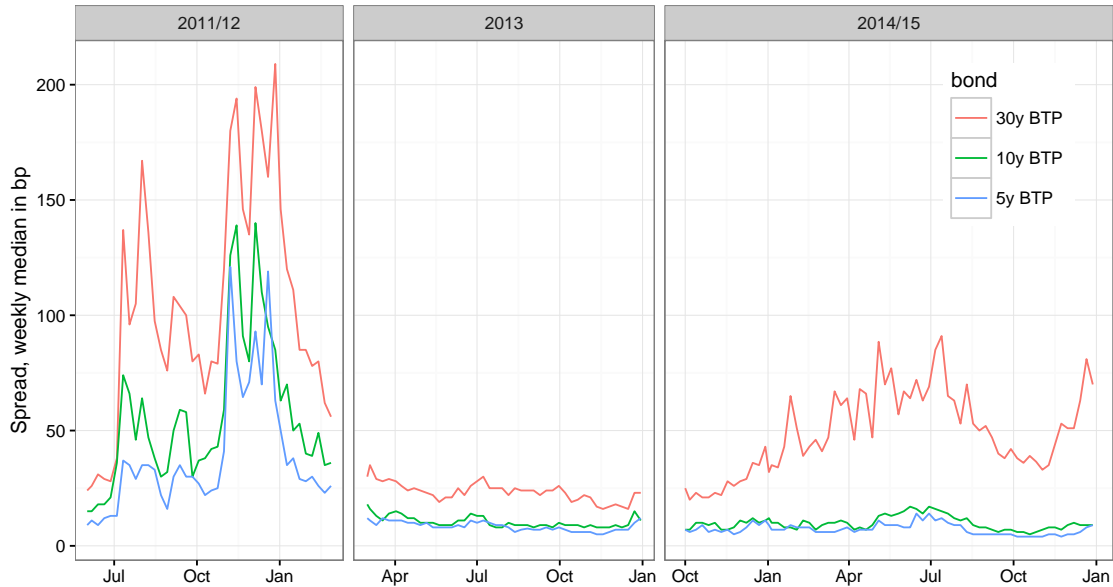 2011/12
2013
2014/15
Spread, weekly median in bp
200
150
100
50
0
bond
30y BTP
10y BTP
5y BTP
Jul Oct Jan
Apr Jul Oct Jan
Oct Jan Apr Jul Oct Jan